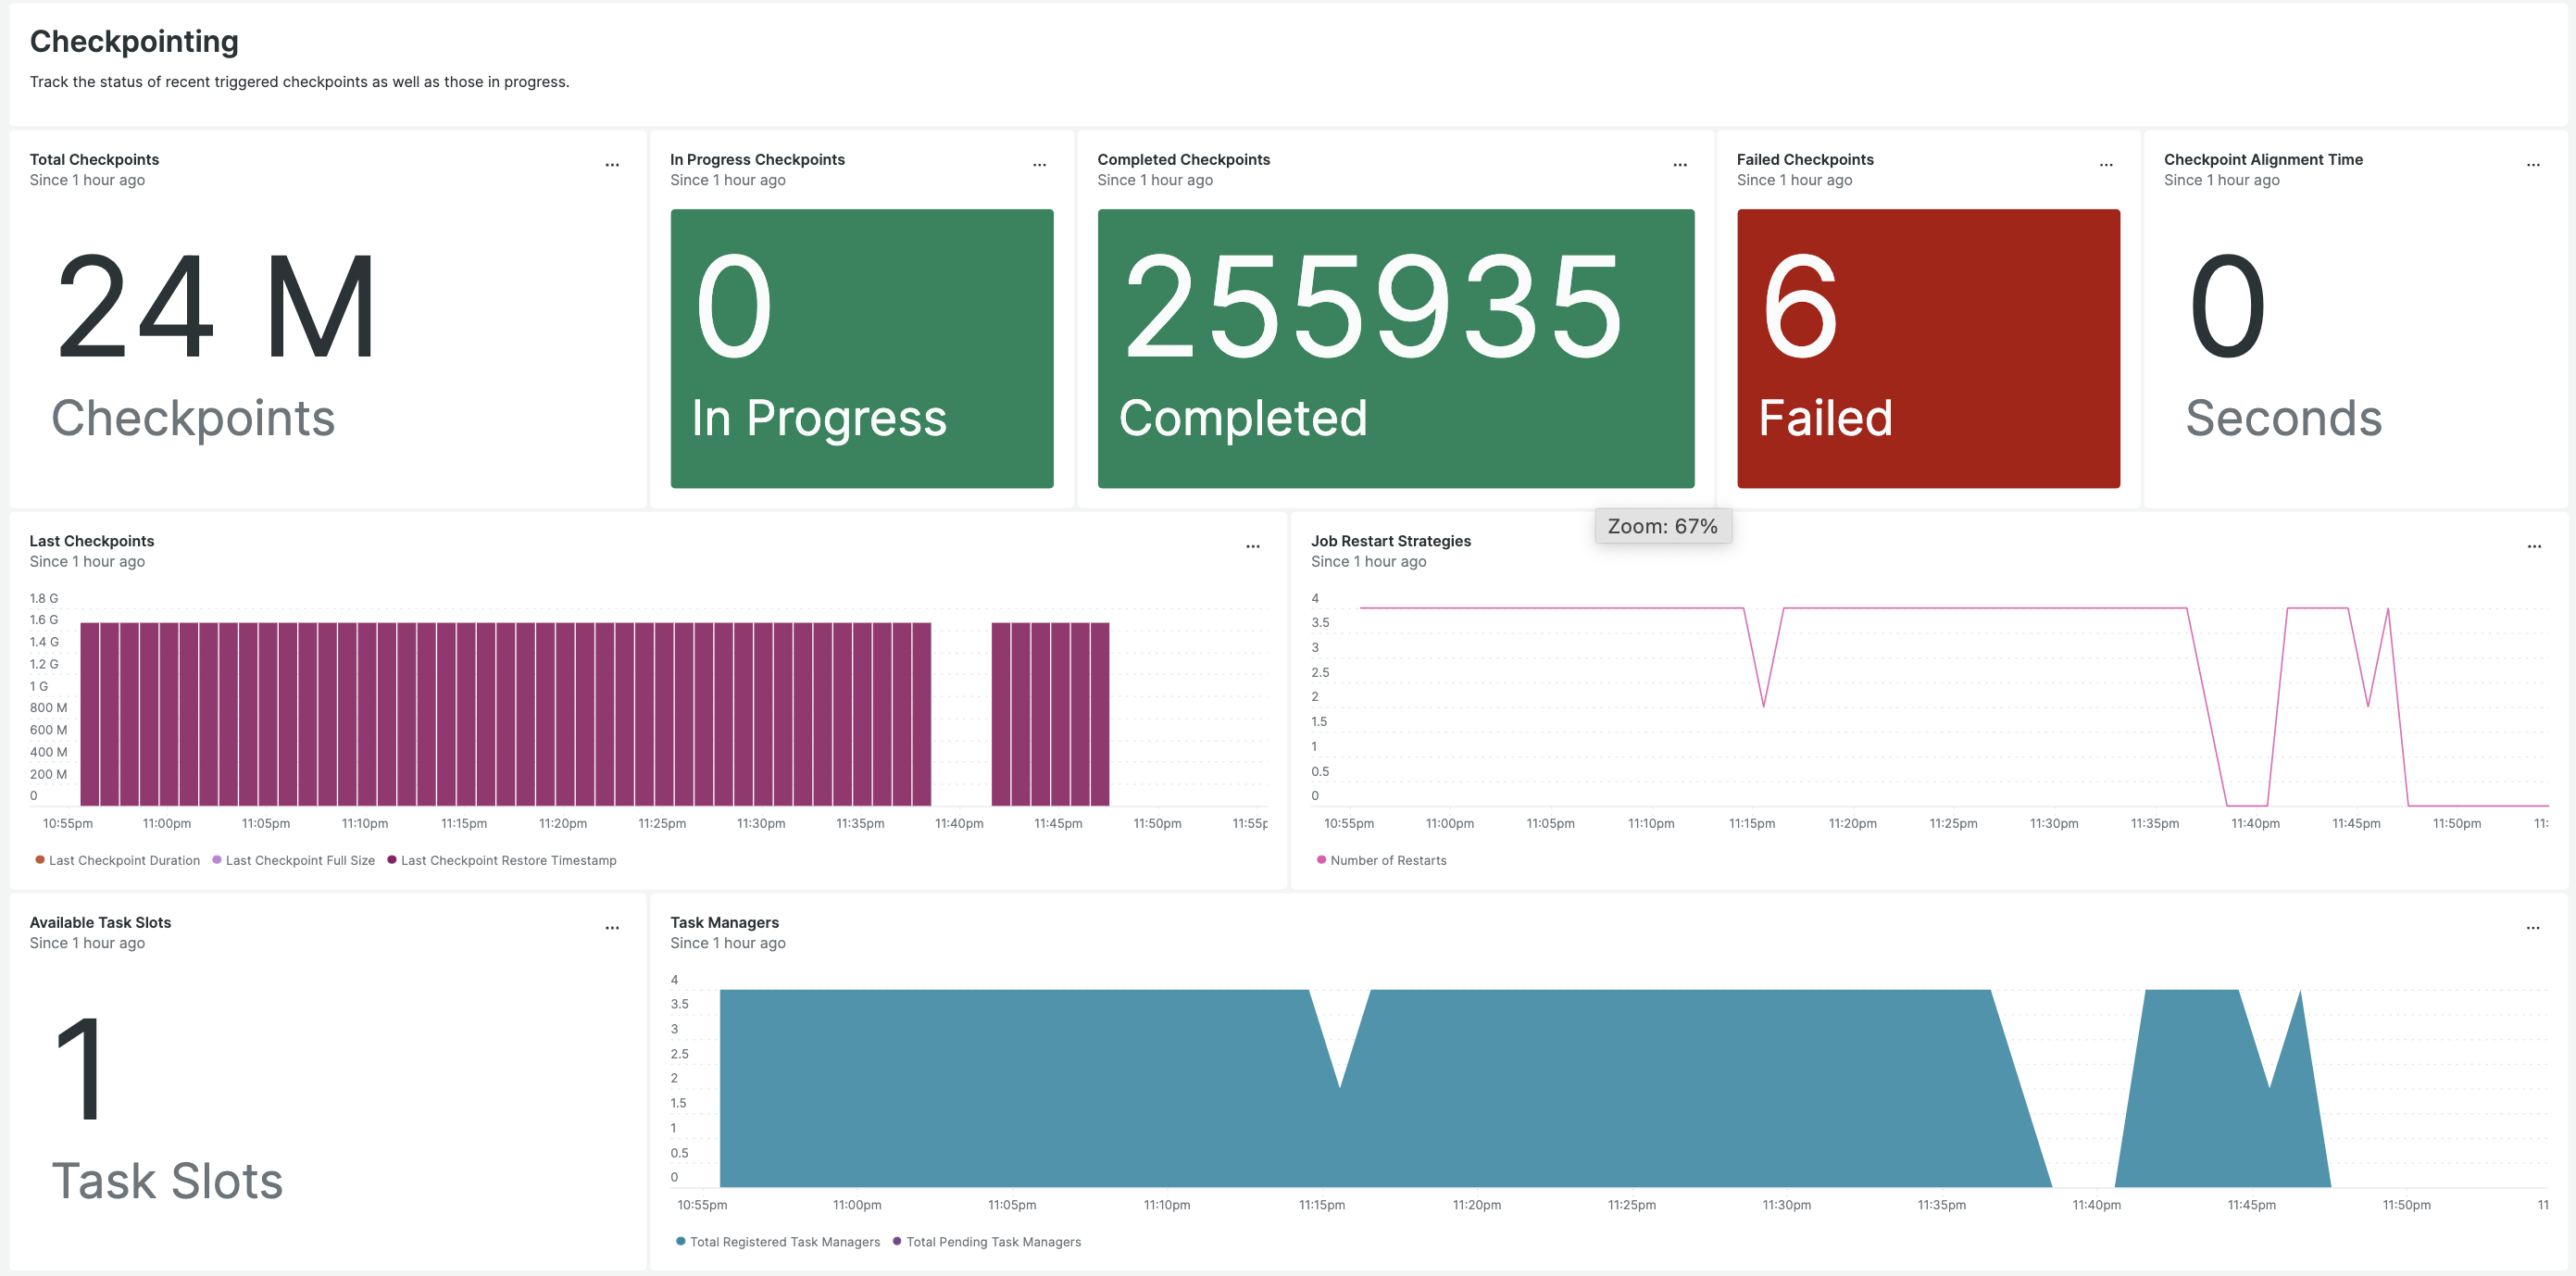 Checkpointing
Track the status of recent triggered checkpoints as well as those in progress.
Total Checkpoints
Since 1 hour ago
...
24 M
Checkpoints
In Progress Checkpoints
Since 1 hour ago
...
0
In Progress
Completed Checkpoints
Since 1 hour ago
...
255935
Completed
Failed Checkpoints
Since 1 hour ago
...
6
Failed
Checkpoint Alignment Time
Since 1 hour ago
...
0
Seconds
Zoom: 67%
Last Checkpoints
Since 1 hour ago
...
1.8 G
1.6 G
1.4 G
1.2 G
1 G
800 M
600 M
400 M
200 M
0
10:55pm 11:00pm 11:05pm 11:10pm 11:15pm 11:20pm 11:25pm 11:30pm 11:35pm 11:40pm 11:45pm 11:50pm 11:55p
Last Checkpoint Duration Last Checkpoint Full Size Last Checkpoint Restore Timestamp
Job Restart Strategies
Since 1 hour ago
...
4
3.5
3
2.5
2
1.5
1
0.5
0
10:55pm 11:00pm 11:05pm 11:10pm 11:15pm 11:20pm 11:25pm 11:30pm 11:35pm 11:40pm 11:45pm 11:50pm 11:
Number of Restarts
Available Task Slots
Since 1 hour ago
...
1
Task Slots
Task Managers
Since 1 hour ago
...
4
3.5
3
2.5
2
1.5
1
0.5
0
10:55pm 11:00pm 11:05pm 11:10pm 11:15pm 11:20pm 11:25pm 11:30pm 11:35pm 11:40pm 11:45pm 11:50pm 11
Total Registered Task Managers Total Pending Task Managers